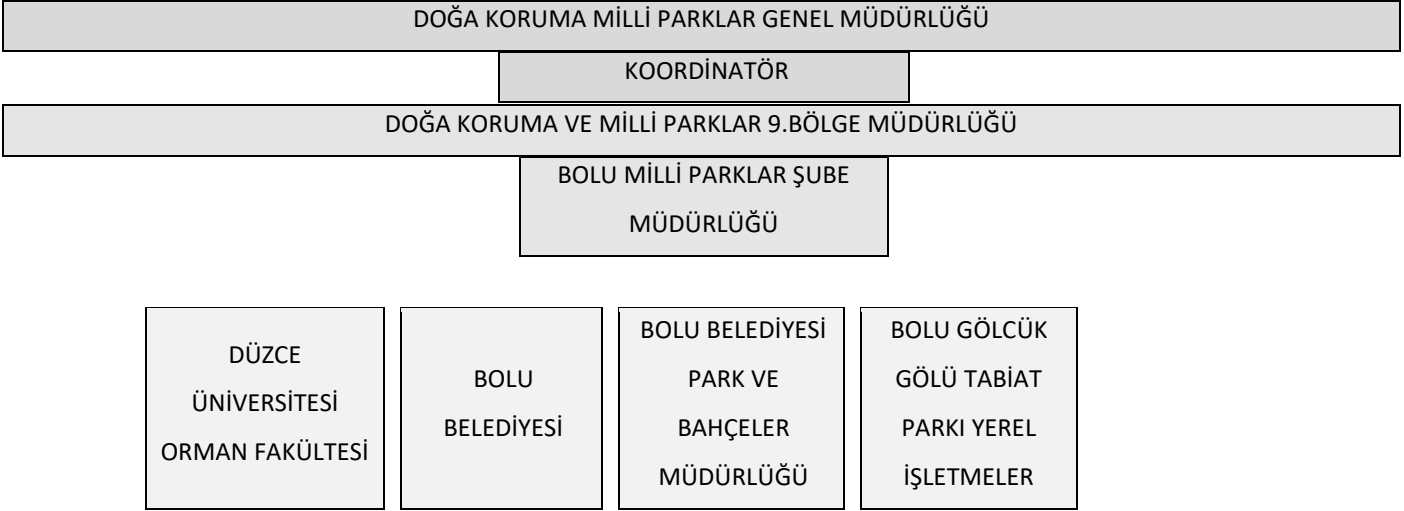 DOĞA KORUMA MİLLİ PARKLAR GENEL MÜDÜRLÜĞÜ
KOORDİNATÖR
DOĞA KORUMA VE MİLLİ PARKLAR 9.BÖLGE MÜDÜRLÜĞÜ
BOLU MİLLİ PARKLAR ŞUBE
MÜDÜRLÜĞÜ
DÜZCE
ÜNİVERSİTESİ
ORMAN FAKÜLTESİ
BOLU
BELEDİYESİ
BOLU BELEDİYESİ
PARK VE
BAHÇELER
MÜDÜRLÜĞÜ
BOLU GÖLCÜK
GÖLÜ TABİAT
PARKI YEREL
İŞLETMELER